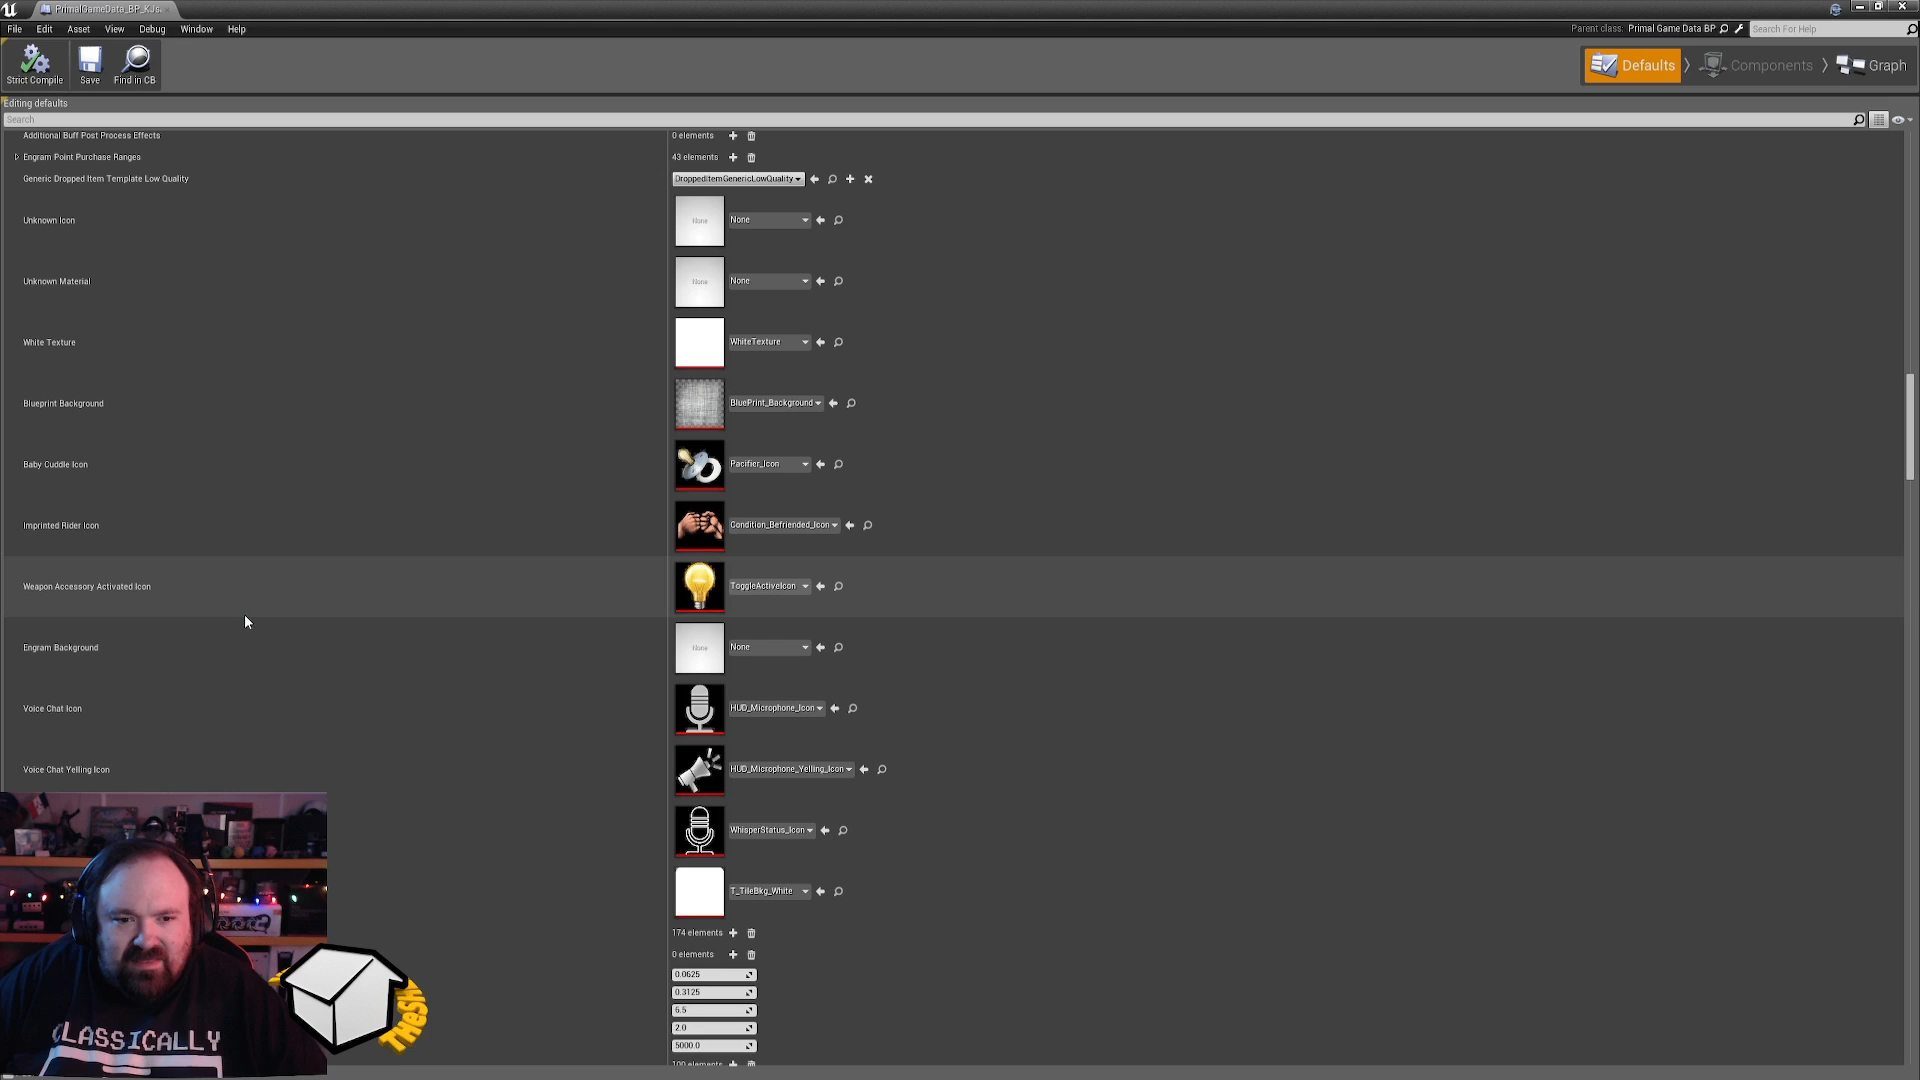 PrimalGameData_BP_KJs
File Edit Asset View Debug Window Help
Parent class: Primal Game Data BP
Search For Help
Strict Compile Save Find in CB
Defaults Components Graph
Editing defaults
Search
Additional Buff Post Process Effects 0 elements
Engram Point Purchase Ranges 43 elements
Generic Dropped Item Template Low Quality DroppedItemGenericLowQuality
Unknown Icon None None
Unknown Material None None
White Texture WhiteTexture
Blueprint Background BluePrint_Background
Baby Cuddle Icon Pacifier_Icon
Imprinted Rider Icon Condition_Befriended_Icon
Weapon Accessory Activated Icon ToggleActiveIcon
Engram Background None None
Voice Chat Icon HUD_Microphone_Icon
Voice Chat Yelling Icon HUD_Microphone_Yelling_Icon
WhisperStatus_Icon
T_TileBkg_White
174 elements
0 elements
0.0625
0.3125
6.5
2.0
5000.0
100 elements
CLASSICALLY